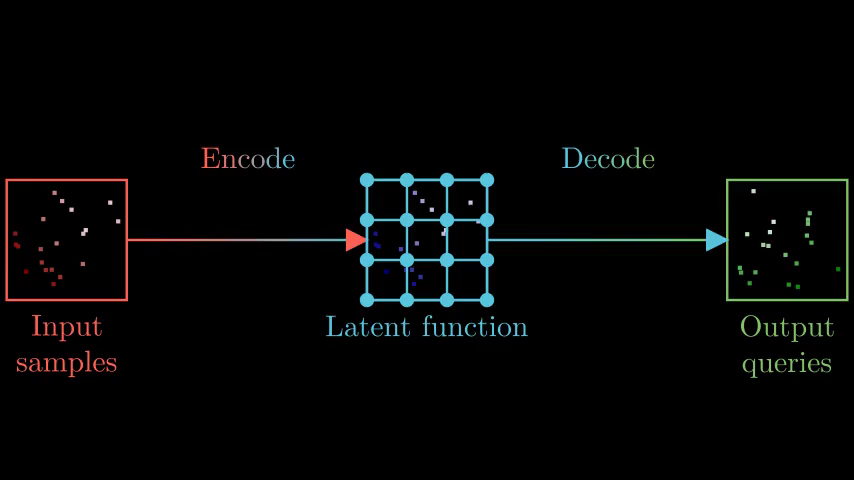 Encode
Decode
Input
samples
Latent function
Output
queries